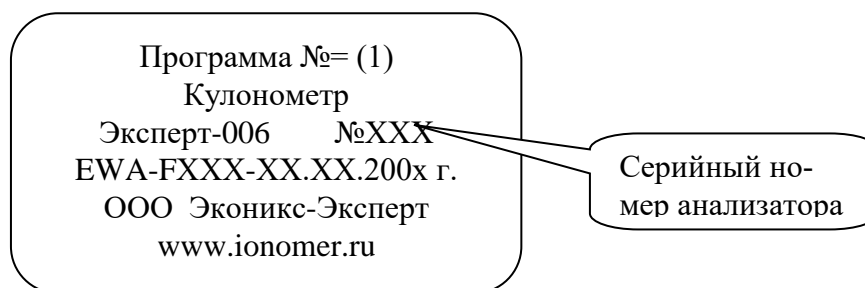 Программа №= (1)
Кулонометр
Эксперт-006 №XXX
EWA-FXXX-XX.XX.200x г.
ООО Эконикс-Эксперт
www.ionomer.ru
Серийный но-
мер анализатора